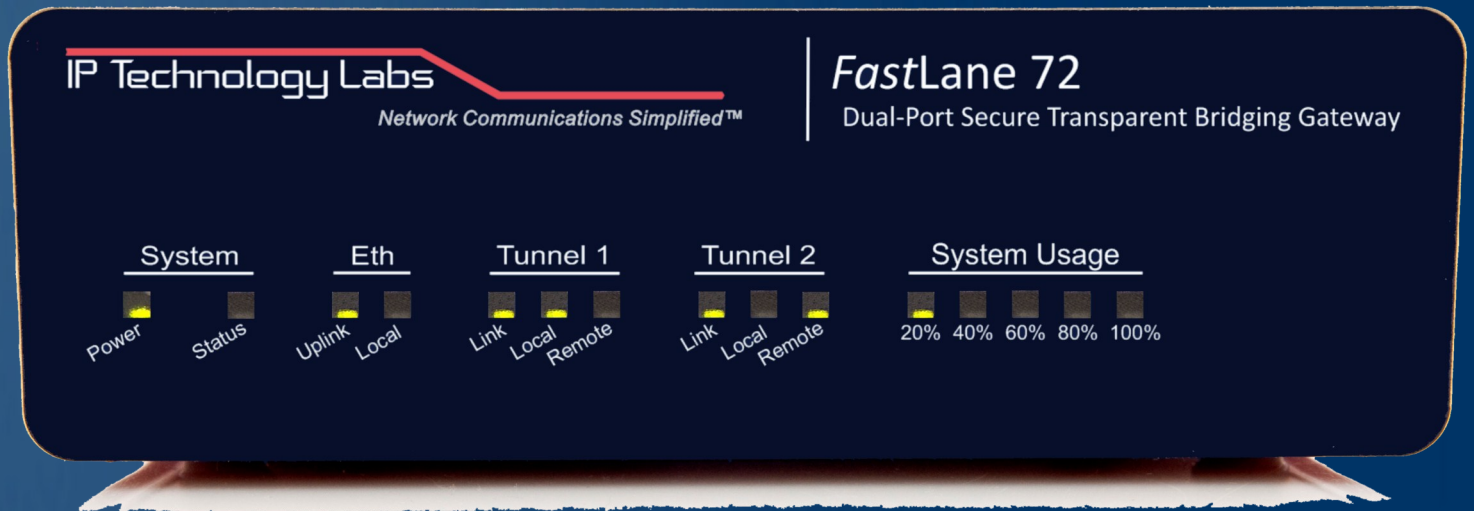 IP Technology Labs
Network Communications Simplified™
FastLane 72
Dual-Port Secure Transparent Bridging Gateway
System Eth Tunnel 1 Tunnel 2 System Usage
Power Status Uplink Local Link Local Remote Link Local Remote 20% 40% 60% 80% 100%